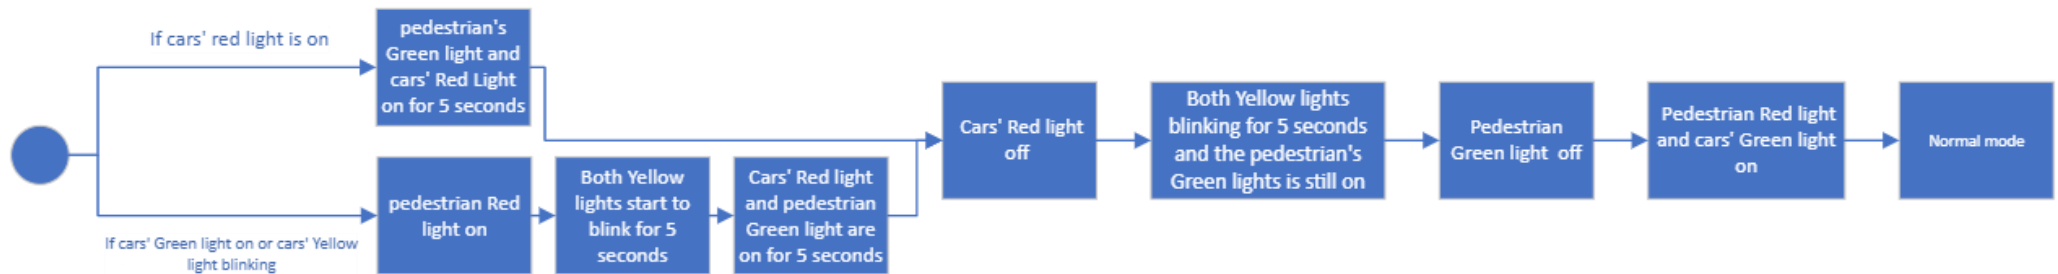 If cars' red light is on
pedestrian's
Green light and
cars' Red Light
on for 5 seconds
If cars' Green light on or cars' Yellow
light blinking
pedestrian Red
light on
Both Yellow
lights start to
blink for 5
seconds
Cars' Red light
and pedestrian
Green light are
on for 5 seconds
Cars' Red light
off
Both Yellow lights
blinking for 5 seconds
and the pedestrian's
Green lights is still on
Pedestrian
Green light off
Pedestrian Red light
and cars' Green light
on
Normal mode